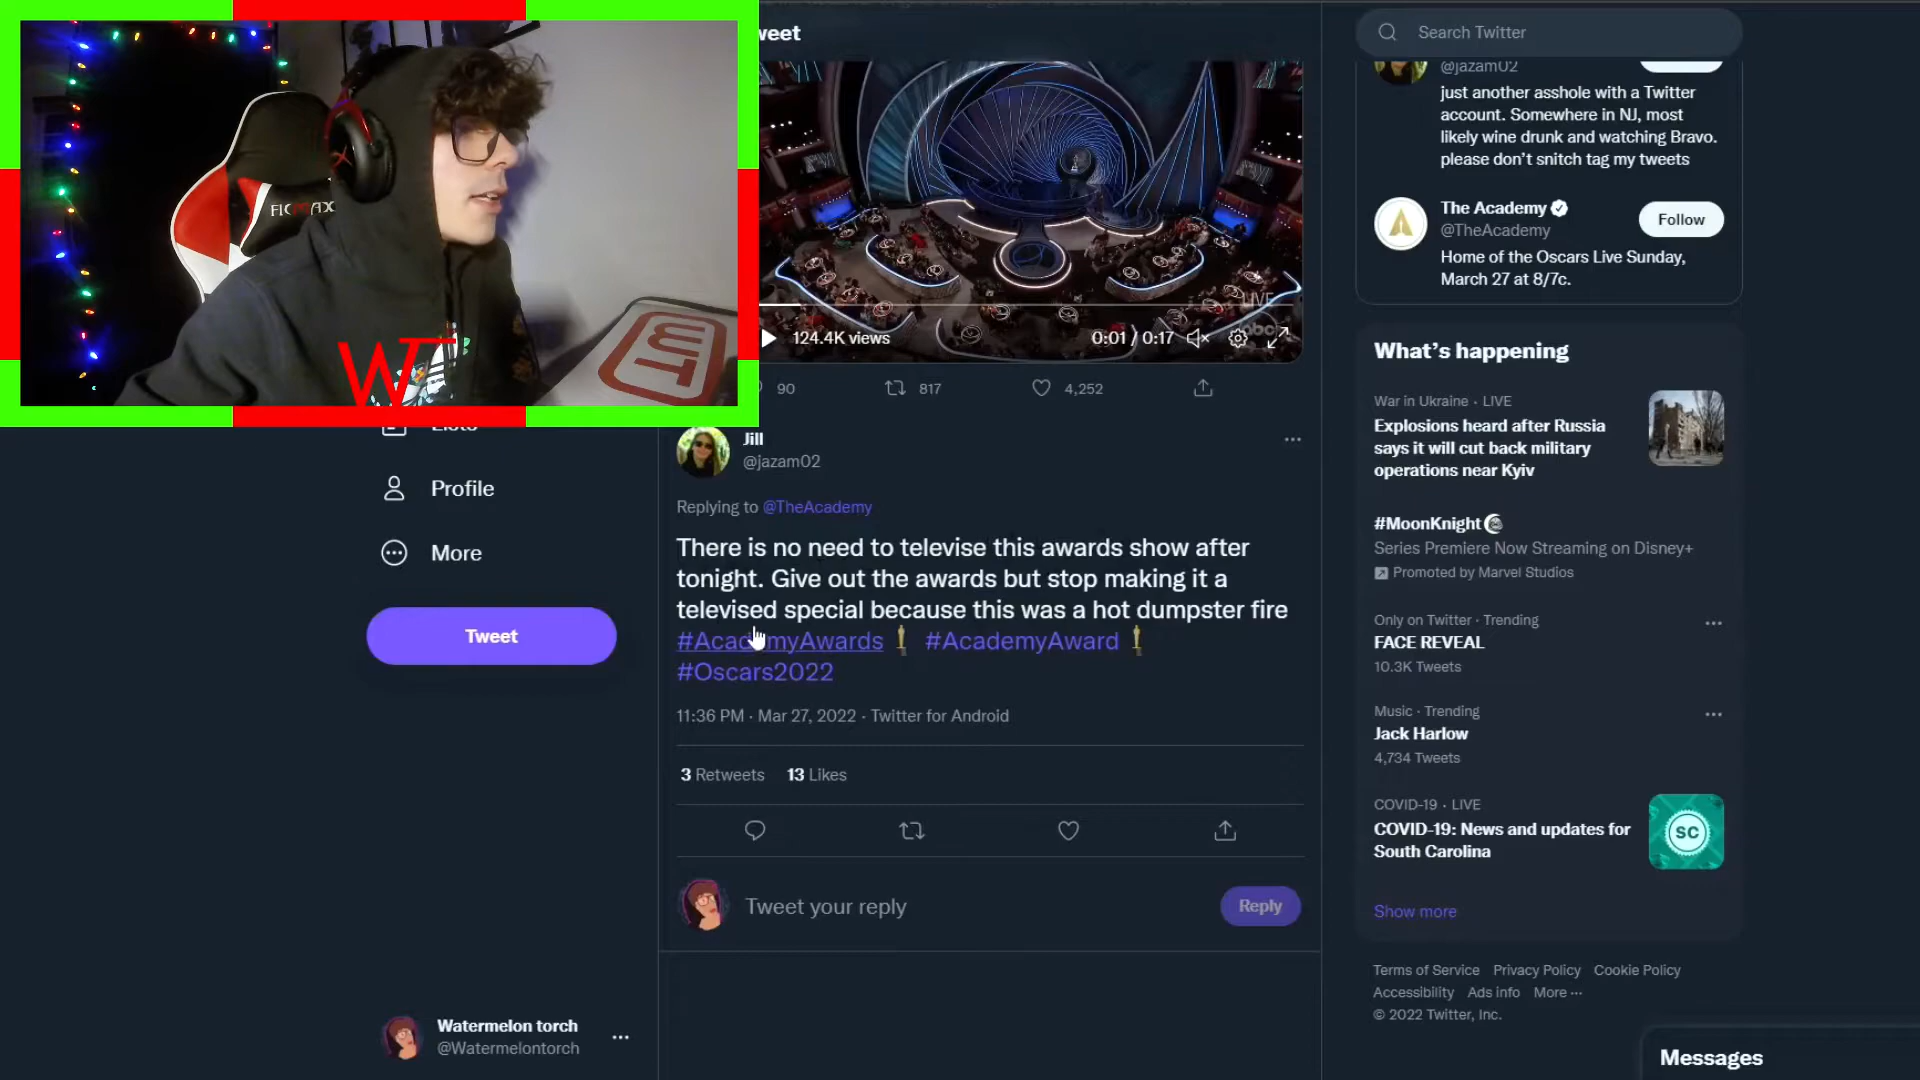 weet
Search Twitter
FICMAX
WT
WT
124.4K views
0:01 / 0:17
LIVE
abc
90
817
4,252
Lists
Profile
More
Tweet
Jill
@jazam02
Replying to @TheAcademy
There is no need to televise this awards show after
tonight. Give out the awards but stop making it a
televised special because this was a hot dumpster fire
#AcademyAwards #AcademyAward
#Oscars2022
11:36 PM · Mar 27, 2022 · Twitter for Android
3 Retweets 13 Likes
Tweet your reply
Reply
Watermelon torch
@Watermelontorch
@jazam02
just another asshole with a Twitter
account. Somewhere in NJ, most
likely wine drunk and watching Bravo.
please don't snitch tag my tweets
The Academy
@TheAcademy
Follow
Home of the Oscars Live Sunday,
March 27 at 8/7c.
What's happening
War in Ukraine · LIVE
Explosions heard after Russia
says it will cut back military
operations near Kyiv
#MoonKnight
Series Premiere Now Streaming on Disney+
Promoted by Marvel Studios
Only on Twitter · Trending
FACE REVEAL
10.3K Tweets
Music · Trending
Jack Harlow
4,734 Tweets
COVID-19 · LIVE
COVID-19: News and updates for
South Carolina
SC
Show more
Terms of Service Privacy Policy Cookie Policy
Accessibility Ads info More ···
© 2022 Twitter, Inc.
Messages